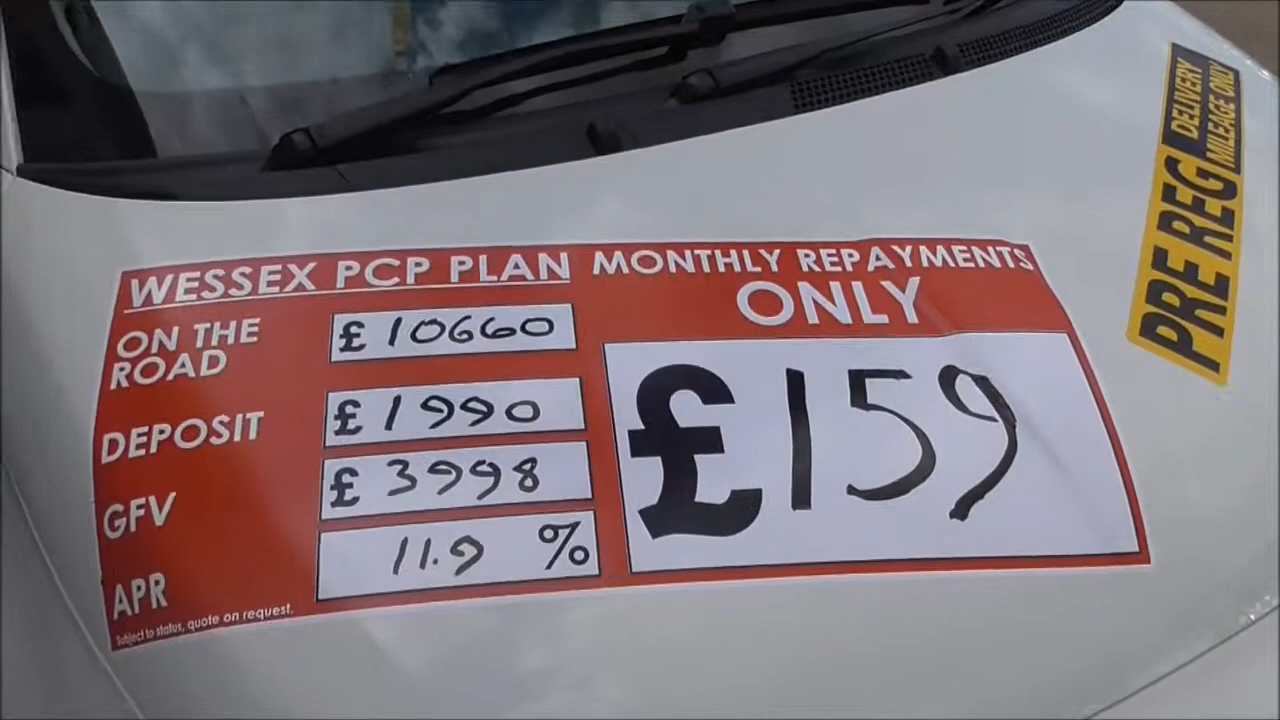 WESSEX PCP PLAN
ON THE
ROAD
£ 10660
DEPOSIT
£ 1990
GFV
£ 3998
APR
11.9 %
Subject to status, quote on request.
MONTHLY REPAYMENTS
ONLY
£159
PRE REG
DELIVERY
MILEAGE ONLY